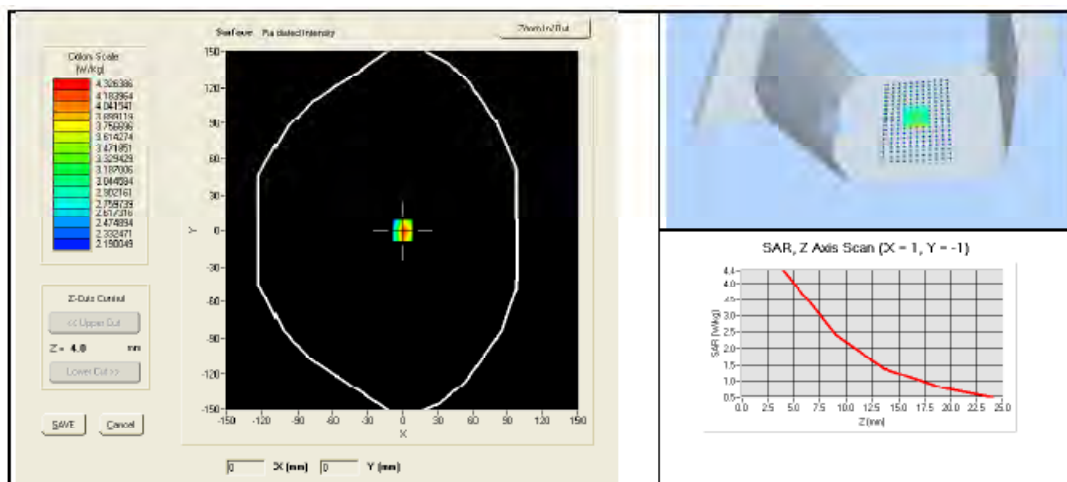 Surface Radiated Intensity
Zoom In/Out
Colors Scale
(W/Kg)
4.326386
4.183964
4.041541
3.899119
3.756696
3.614274
3.471851
3.329429
3.187006
3.044584
2.902161
2.759739
2.617316
2.474894
2.332471
2.190049
150
120
90
60
30
0
-30
-60
-90
-120
-150
Y
-150 -120 -90 -60 -30 0 30 60 90 120 150
X
Z-Cuts Control
<< Upper Cut
Z = 4.0 mm
Lower Cut >>
SAVE Cancel
0 X (mm) 0 Y (mm)
SAR, Z Axis Scan (X = 1, Y = -1)
SAR (W/kg)
4.4
4.0
3.5
3.0
2.5
2.0
1.5
1.0
0.5
0.0 2.5 5.0 7.5 10.0 12.5 15.0 17.5 20.0 22.5 25.0
Z (mm)